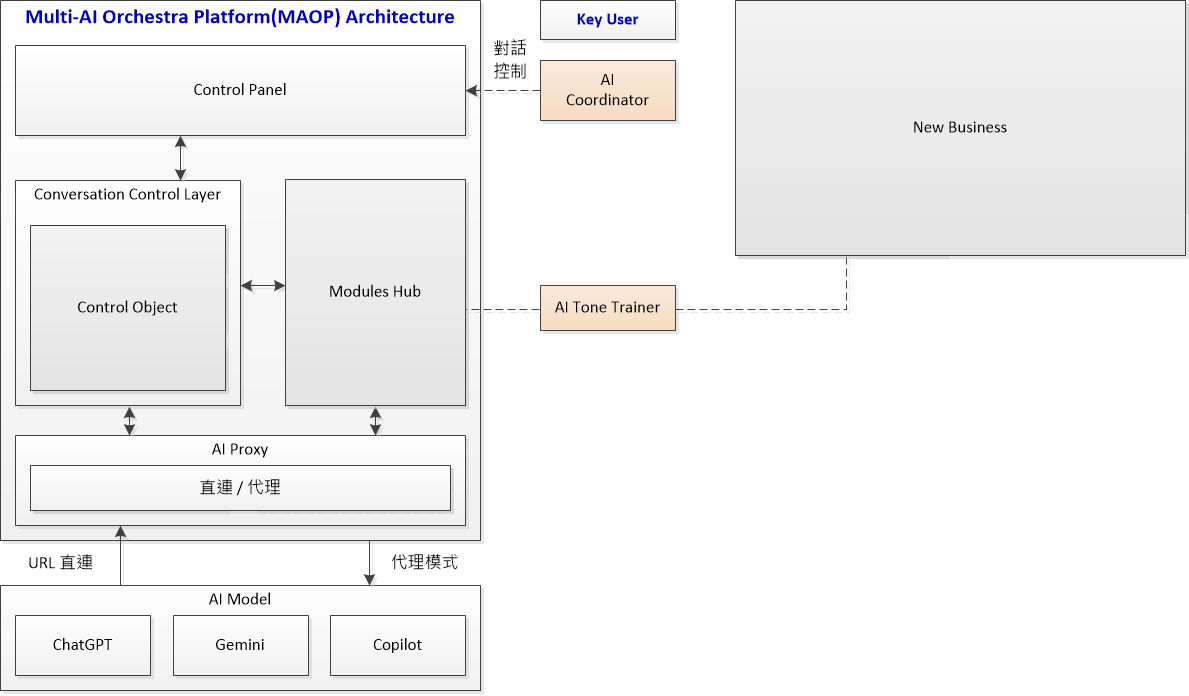 Multi-AI Orchestra Platform(MAOP) Architecture
Control Panel
Conversation Control Layer
Control Object
Modules Hub
AI Proxy
直連 / 代理
URL 直連
代理模式
AI Model
ChatGPT
Gemini
Copilot
Key User
對話
控制
AI
Coordinator
AI Tone Trainer
New Business